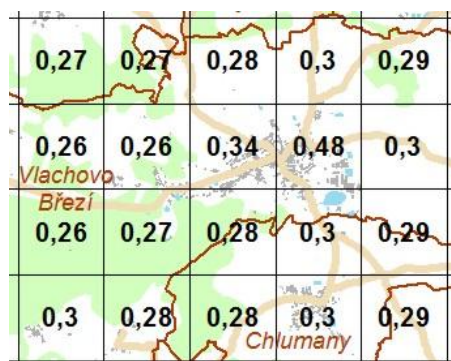 0,27 0,27 0,28 0,3 0,29
0,26 0,26 0,34 0,48 0,3
Vlachovo
Březí
0,26 0,27 0,28 0,3 0,29
0,3 0,28 0,28 0,3 0,29
Chlumany